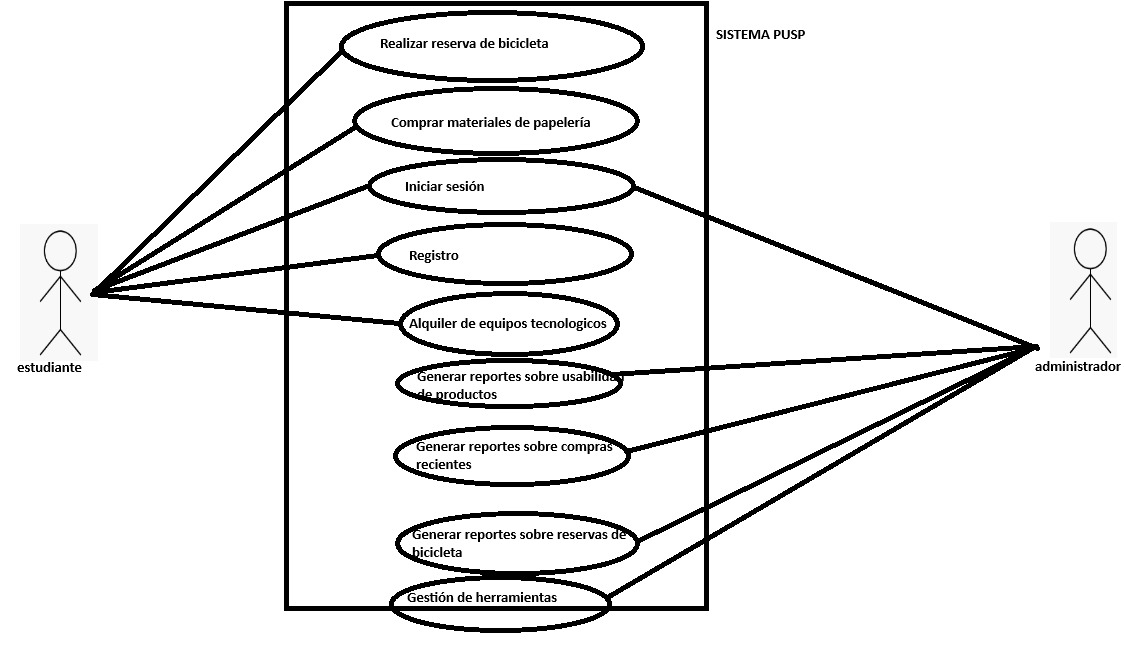 SISTEMA PUSP
Realizar reserva de bicicleta
Comprar materiales de papelería
Iniciar sesión
Registro
Alquiler de equipos tecnologicos
Generar reportes sobre usabilidad
de productos
Generar reportes sobre compras
recientes
Generar reportes sobre reservas de
bicicleta
Gestión de herramientas
estudiante
administrador